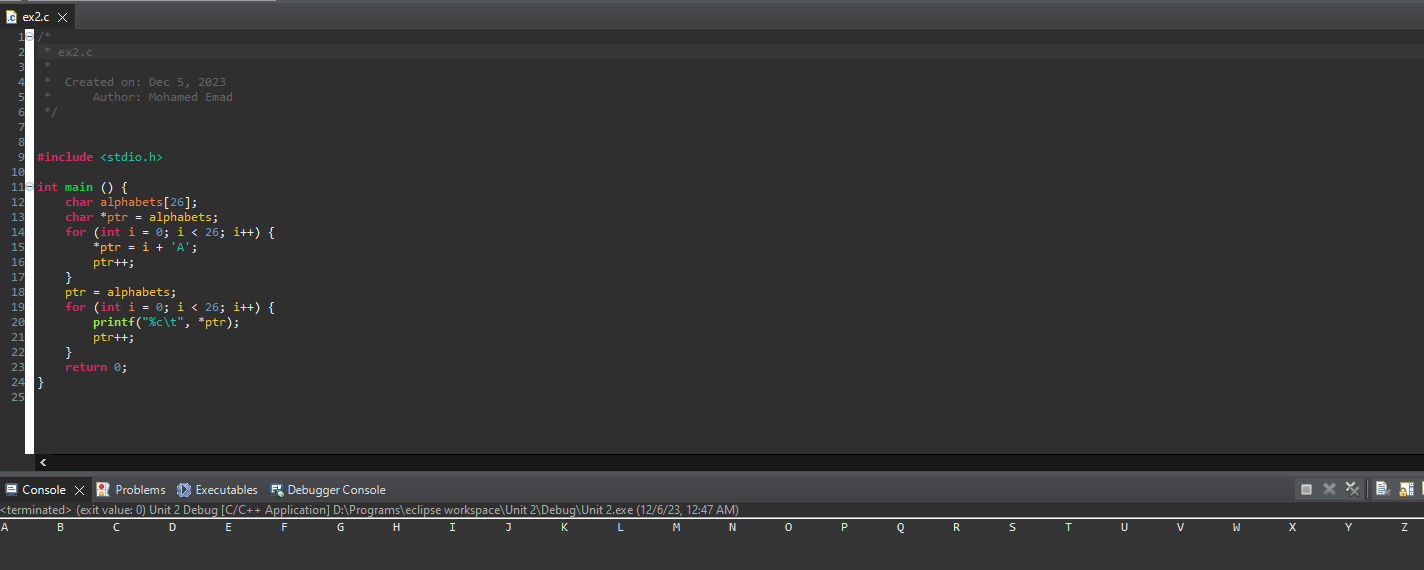 ex2.c
1 /*
2  * ex2.c
3  *
4  *  Created on: Dec 5, 2023
5  *      Author: Mohamed Emad
6  */
7
8
9 #include <stdio.h>
10
11 int main () {
12     char alphabets[26];
13     char *ptr = alphabets;
14     for (int i = 0; i < 26; i++) {
15         *ptr = i + 'A';
16         ptr++;
17     }
18     ptr = alphabets;
19     for (int i = 0; i < 26; i++) {
20         printf("%c\t", *ptr);
21         ptr++;
22     }
23     return 0;
24 }
25
Console Problems Executables Debugger Console
<terminated> (exit value: 0) Unit 2 Debug [C/C++ Application] D:\Programs\eclipse workspace\Unit 2\Debug\Unit 2.exe (12/6/23, 12:47 AM)
A B C D E F G H I J K L M N O P Q R S T U V W X Y Z